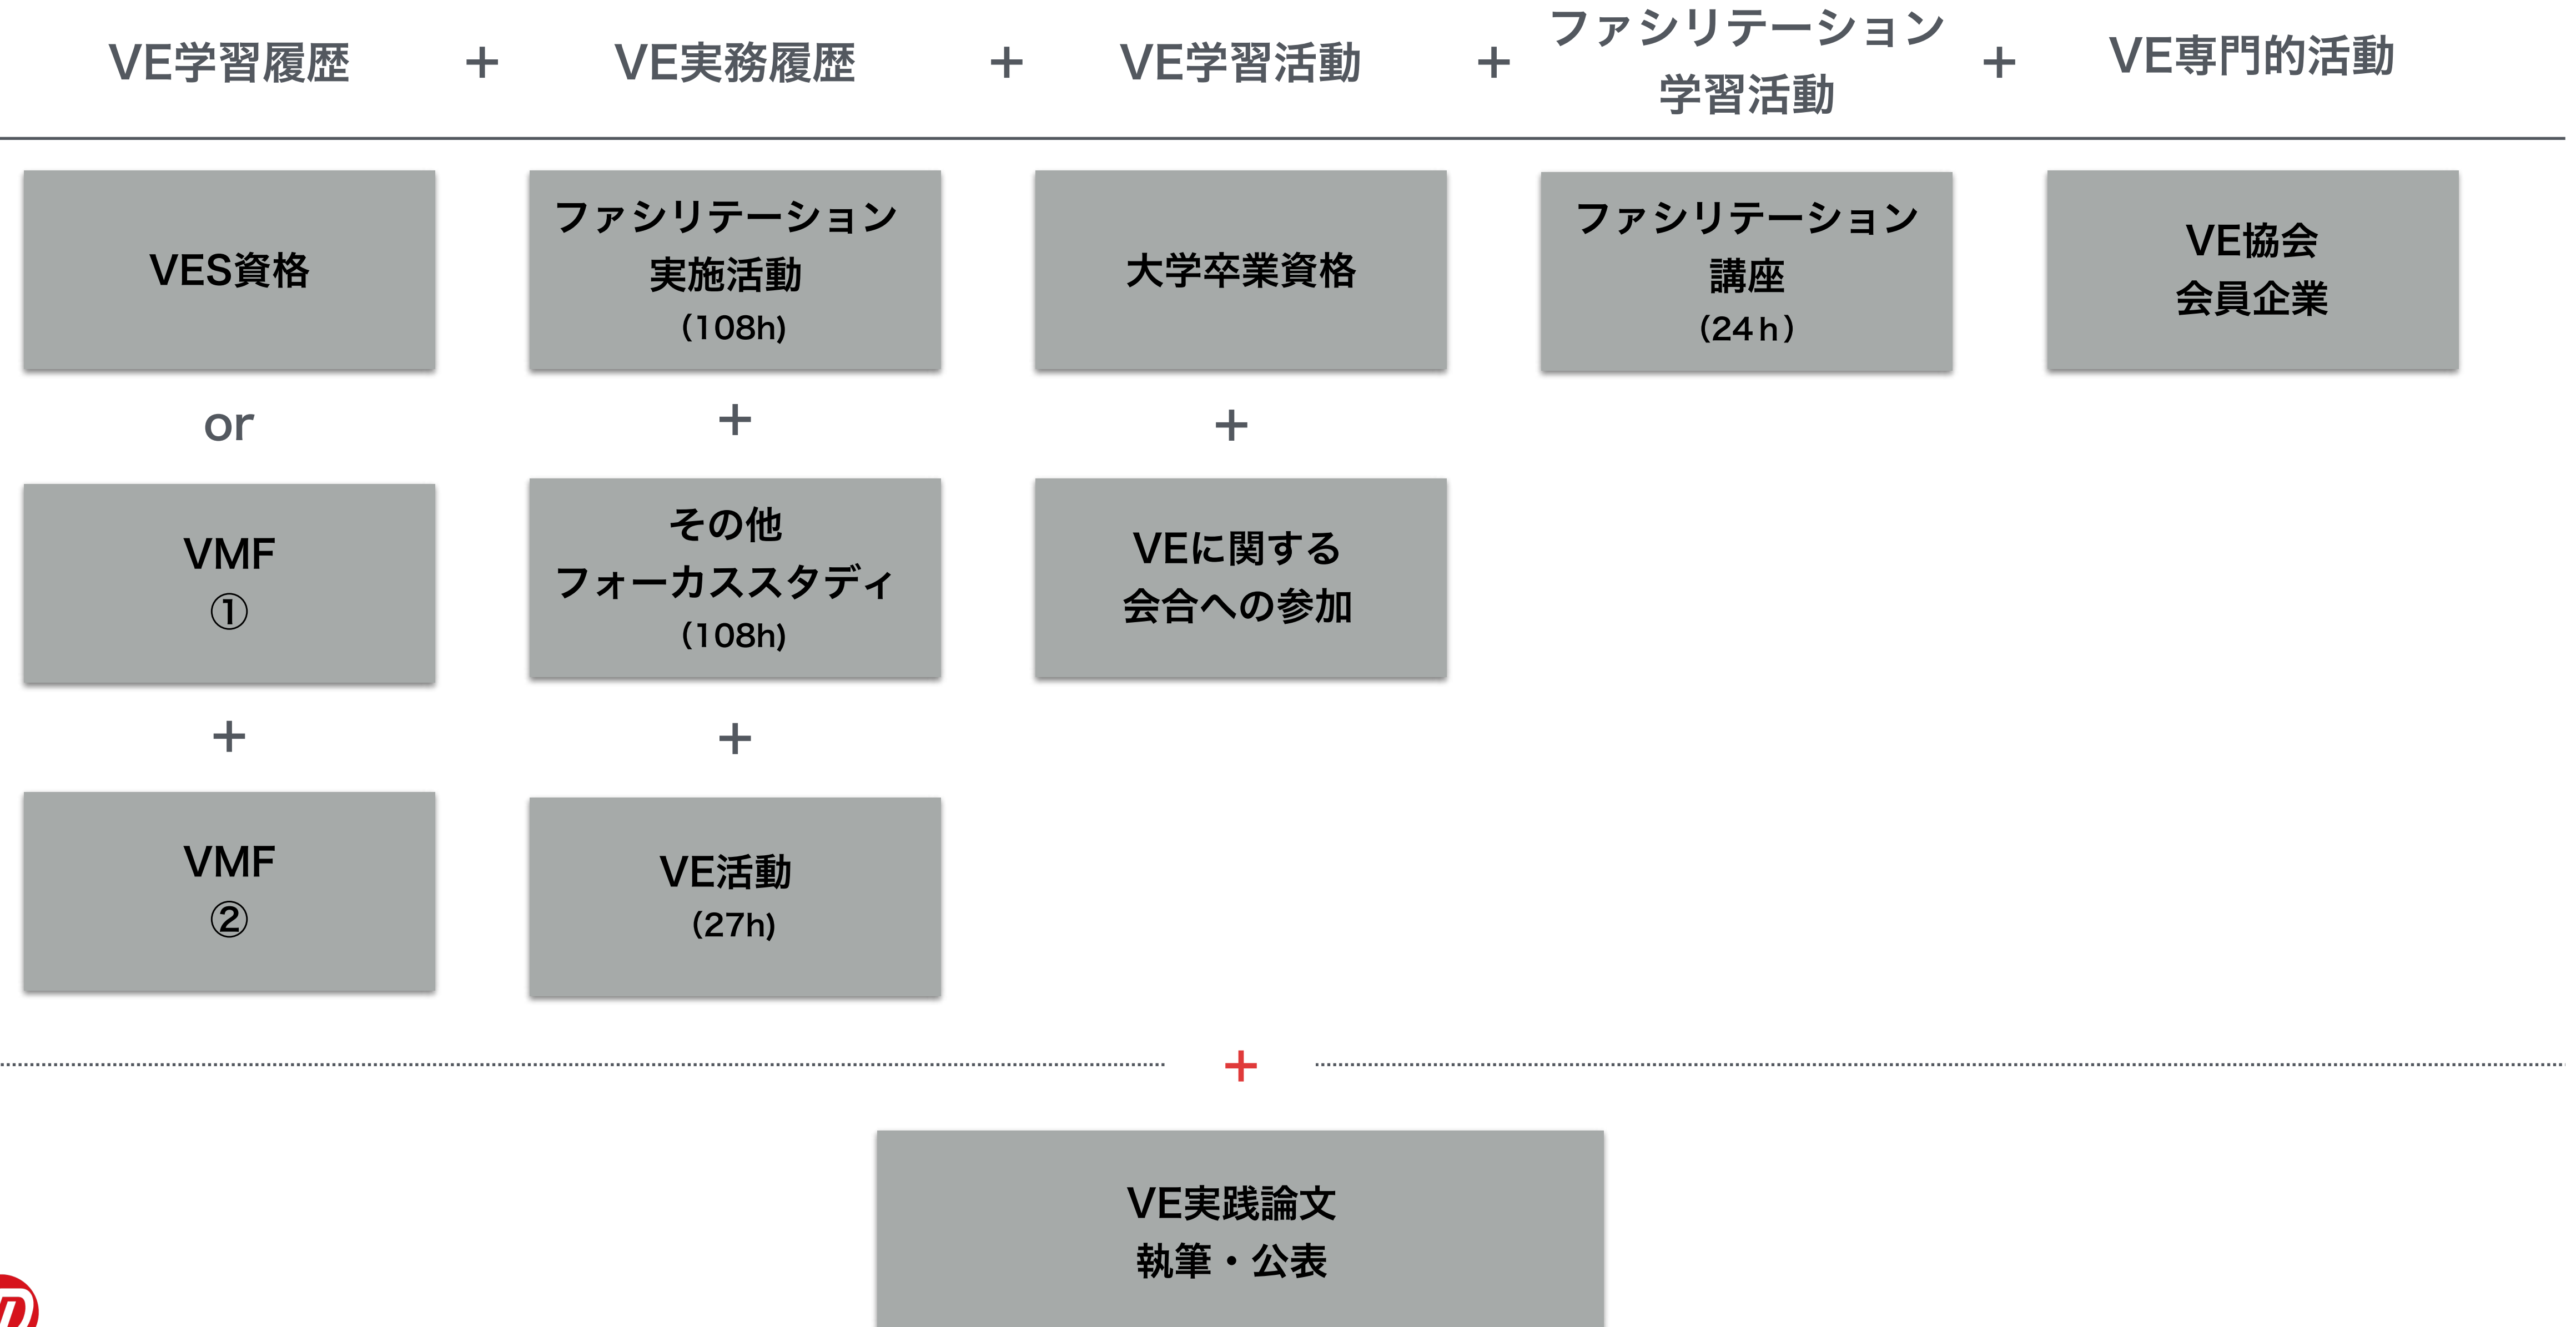 VE学習履歴 + VE実務履歴 + VE学習活動 + ファシリテーション + VE専門的活動
学習活動
VES資格
or
VMF
①
+
VMF
②
ファシリテーション
実施活動
(108h)
+
その他
フォーカススタディ
(108h)
+
VE活動
(27h)
大学卒業資格
+
VEに関する
会合への参加
ファシリテーション
講座
(24ｈ)
VE協会
会員企業
+
VE実践論文
執筆・公表